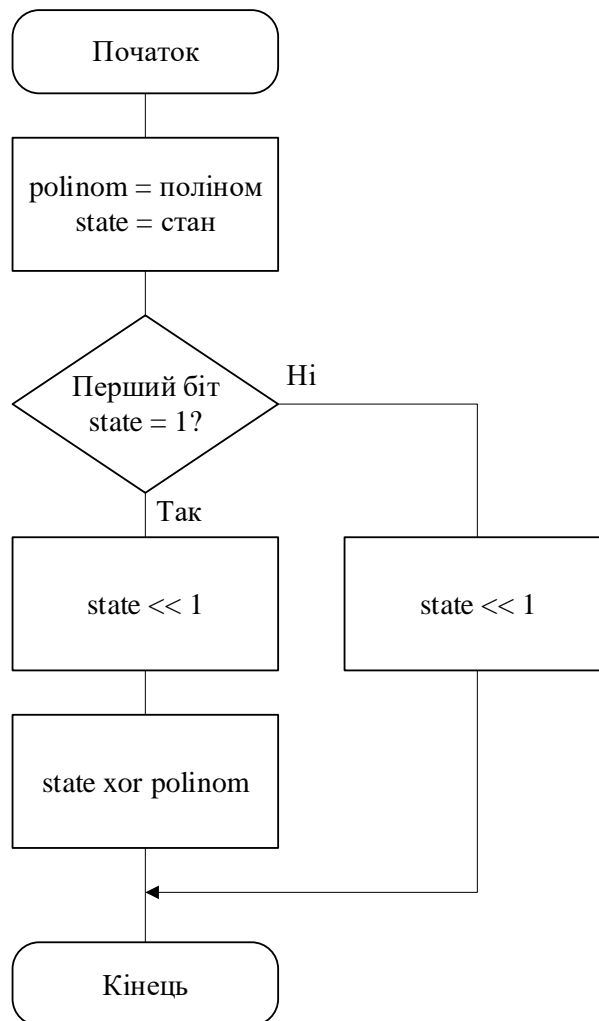 Початок
polinom = поліном
state = стан
Перший біт
state = 1?
Ні
Так
state << 1
state << 1
state xor polinom
Кінець